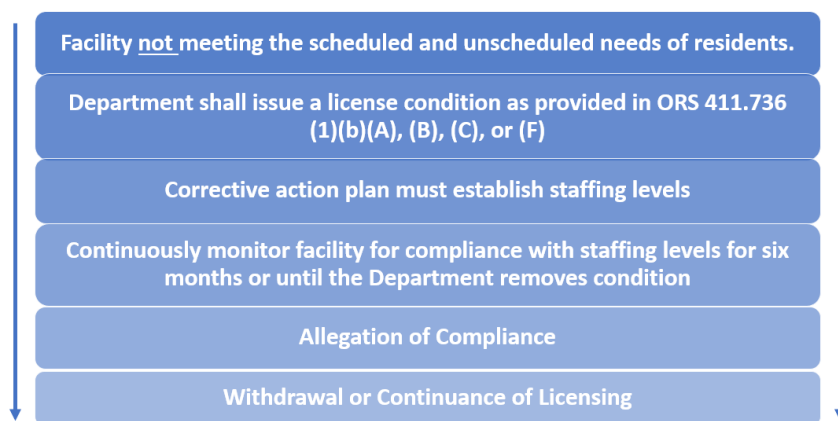 Facility not meeting the scheduled and unscheduled needs of residents.
Department shall issue a license condition as provided in ORS 411.736
(1)(b)(A), (B), (C), or (F)
Corrective action plan must establish staffing levels
Continuously monitor facility for compliance with staffing levels for six
months or until the Department removes condition
Allegation of Compliance
Withdrawal or Continuance of Licensing